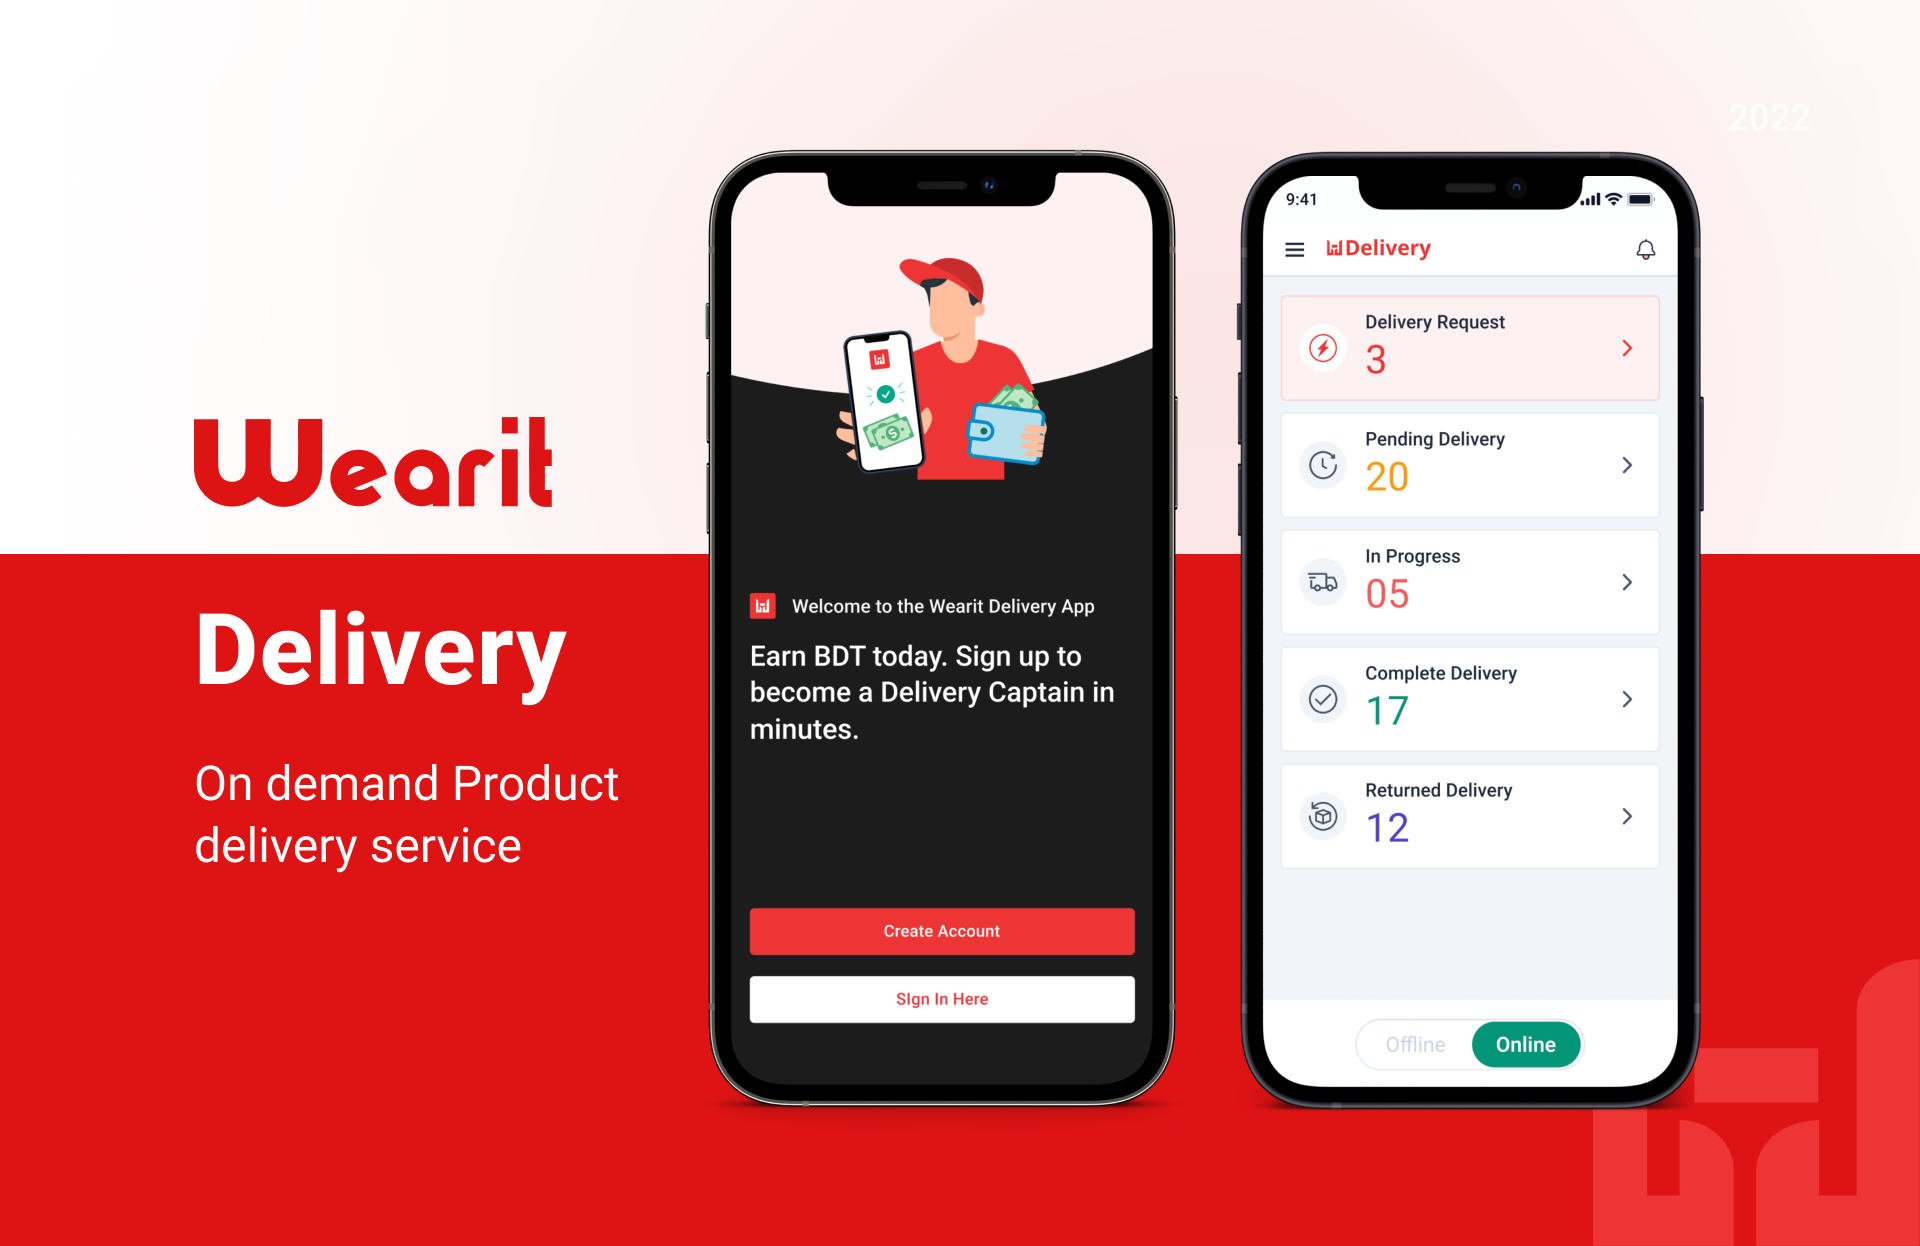 2022
Wearit
Delivery
On demand Product
delivery service
Welcome to the Wearit Delivery App
Earn BDT today. Sign up to
become a Delivery Captain in
minutes.
Create Account
SIgn In Here
9:41
Delivery
Delivery Request
3
Pending Delivery
20
In Progress
05
Complete Delivery
17
Returned Delivery
12
Offline Online